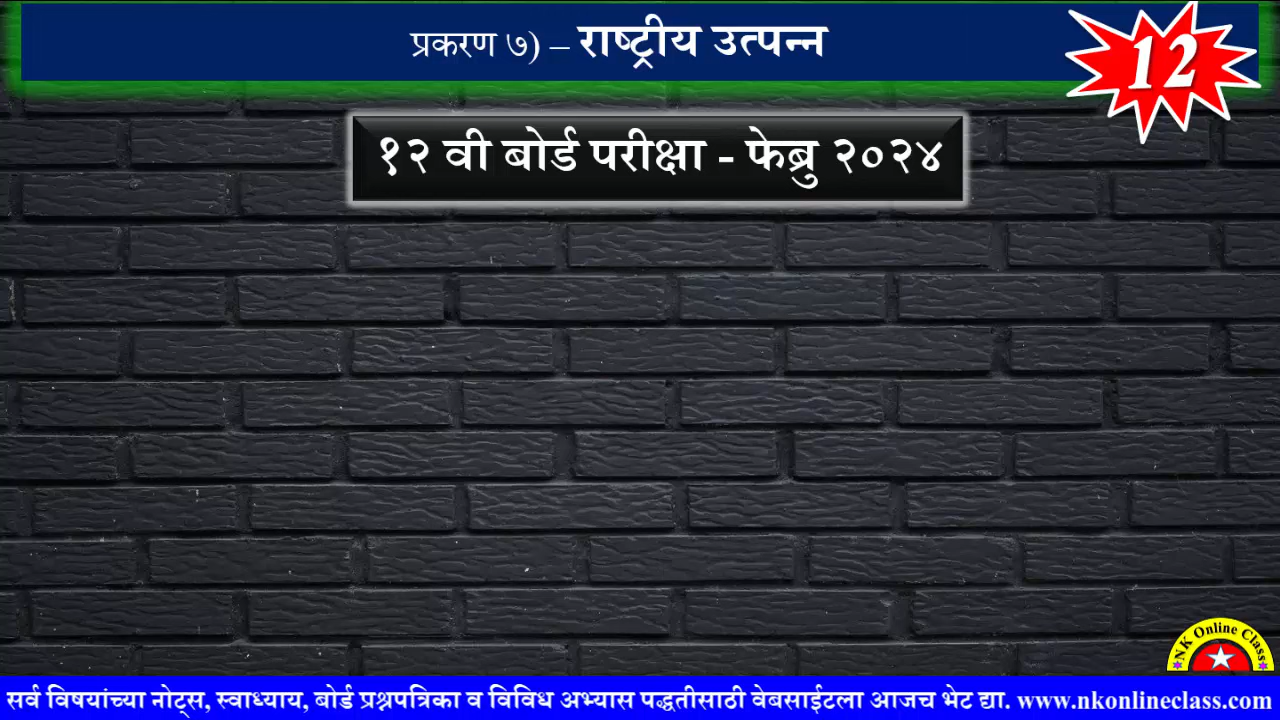 प्रकरण ७) – राष्ट्रीय उत्पन्न
12
१२ वी बोर्ड परीक्षा - फेब्रु २०२४
NK Online Class
सर्व विषयांच्या नोट्स, स्वाध्याय, बोर्ड प्रश्नपत्रिका व विविध अभ्यास पद्धतीसाठी वेबसाईटला आजच भेट द्या. www.nkonlineclass.com